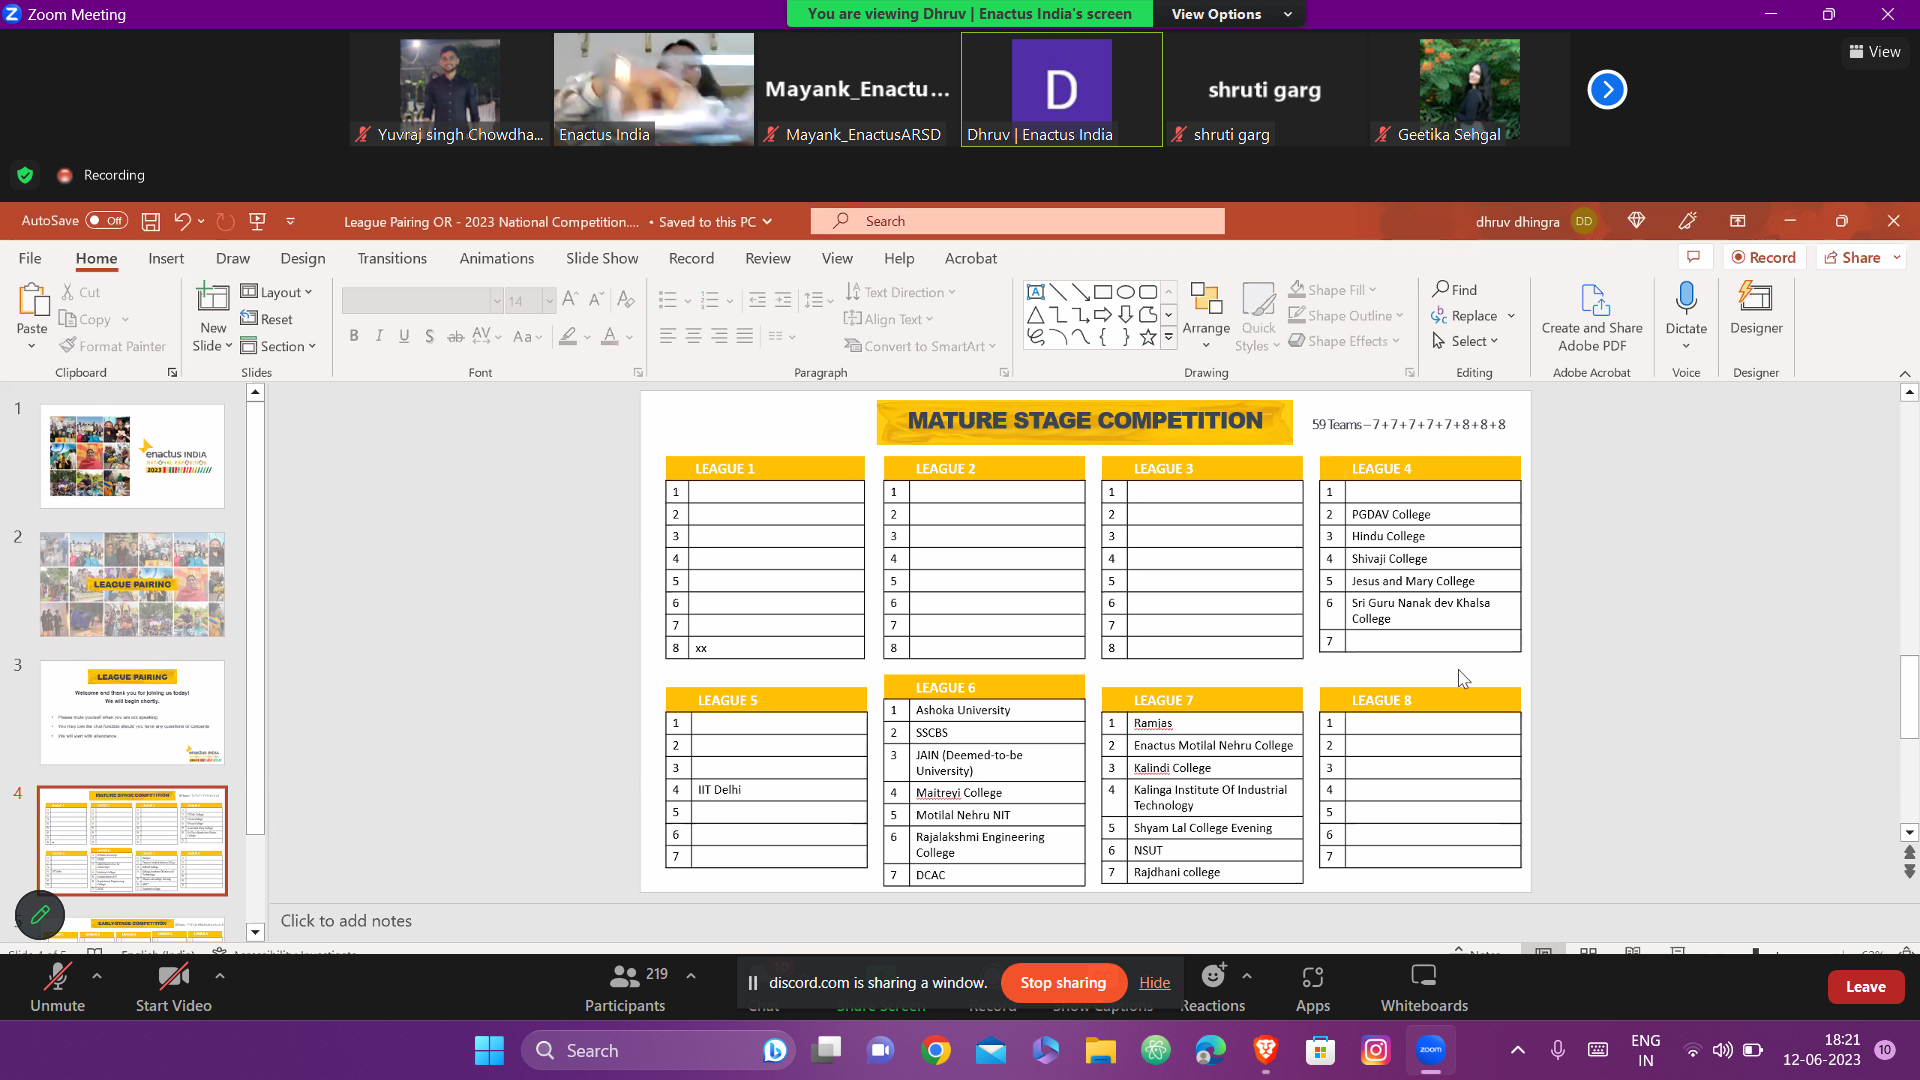 Zoom Meeting
You are viewing Dhruv | Enactus India's screen
View Options
View
Mayank_Enactu...
D
shruti garg
Yuvraj singh Chowdha...
Enactus India
Mayank_EnactusARSD
Dhruv | Enactus India
shruti garg
Geetika Sehgal
Recording
AutoSave Off
League Pairing OR - 2023 National Competition.... • Saved to this PC
Search
dhruv dhingra DD
File Home Insert Draw Design Transitions Animations Slide Show Record Review View Help Acrobat
Record Share
Paste Cut Copy Format Painter
Clipboard
New Slide Layout Reset Section
Slides
14
Font
Text Direction
Align Text
Convert to SmartArt
Paragraph
Arrange
Quick Styles
Shape Fill
Shape Outline
Shape Effects
Drawing
Find
Replace
Select
Editing
Create and Share Adobe PDF
Adobe Acrobat
Dictate
Voice
Designer
Designer
1
enactus INDIA
2023
2
LEAGUE PAIRING
3
LEAGUE PAIRING
Welcome and thank you for joining us today!
We will begin shortly.
4
MATURE STAGE COMPETITION
EARLY STAGE COMPETITION
MATURE STAGE COMPETITION
59 Teams – 7+7+7+7+7+8+8+8
LEAGUE 1
1
2
3
4
5
6
7
8 xx
LEAGUE 2
1
2
3
4
5
6
7
8
LEAGUE 3
1
2
3
4
5
6
7
8
LEAGUE 4
1
2 PGDAV College
3 Hindu College
4 Shivaji College
5 Jesus and Mary College
6 Sri Guru Nanak dev Khalsa
College
7
LEAGUE 5
1
2
3
4 IIT Delhi
5
6
7
LEAGUE 6
1 Ashoka University
2 SSCBS
3 JAIN (Deemed-to-be
University)
4 Maitreyi College
5 Motilal Nehru NIT
6 Rajalakshmi Engineering
College
7 DCAC
LEAGUE 7
1 Ramjas
2 Enactus Motilal Nehru College
3 Kalindi College
4 Kalinga Institute Of Industrial
Technology
5 Shyam Lal College Evening
6 NSUT
7 Rajdhani college
LEAGUE 8
1
2
3
4
5
6
7
Click to add notes
Unmute
Start Video
219
Participants
discord.com is sharing a window.
Stop sharing
Hide
Reactions
Apps
Whiteboards
Leave
Search
zoom
ENG
IN
18:21
12-06-2023
10